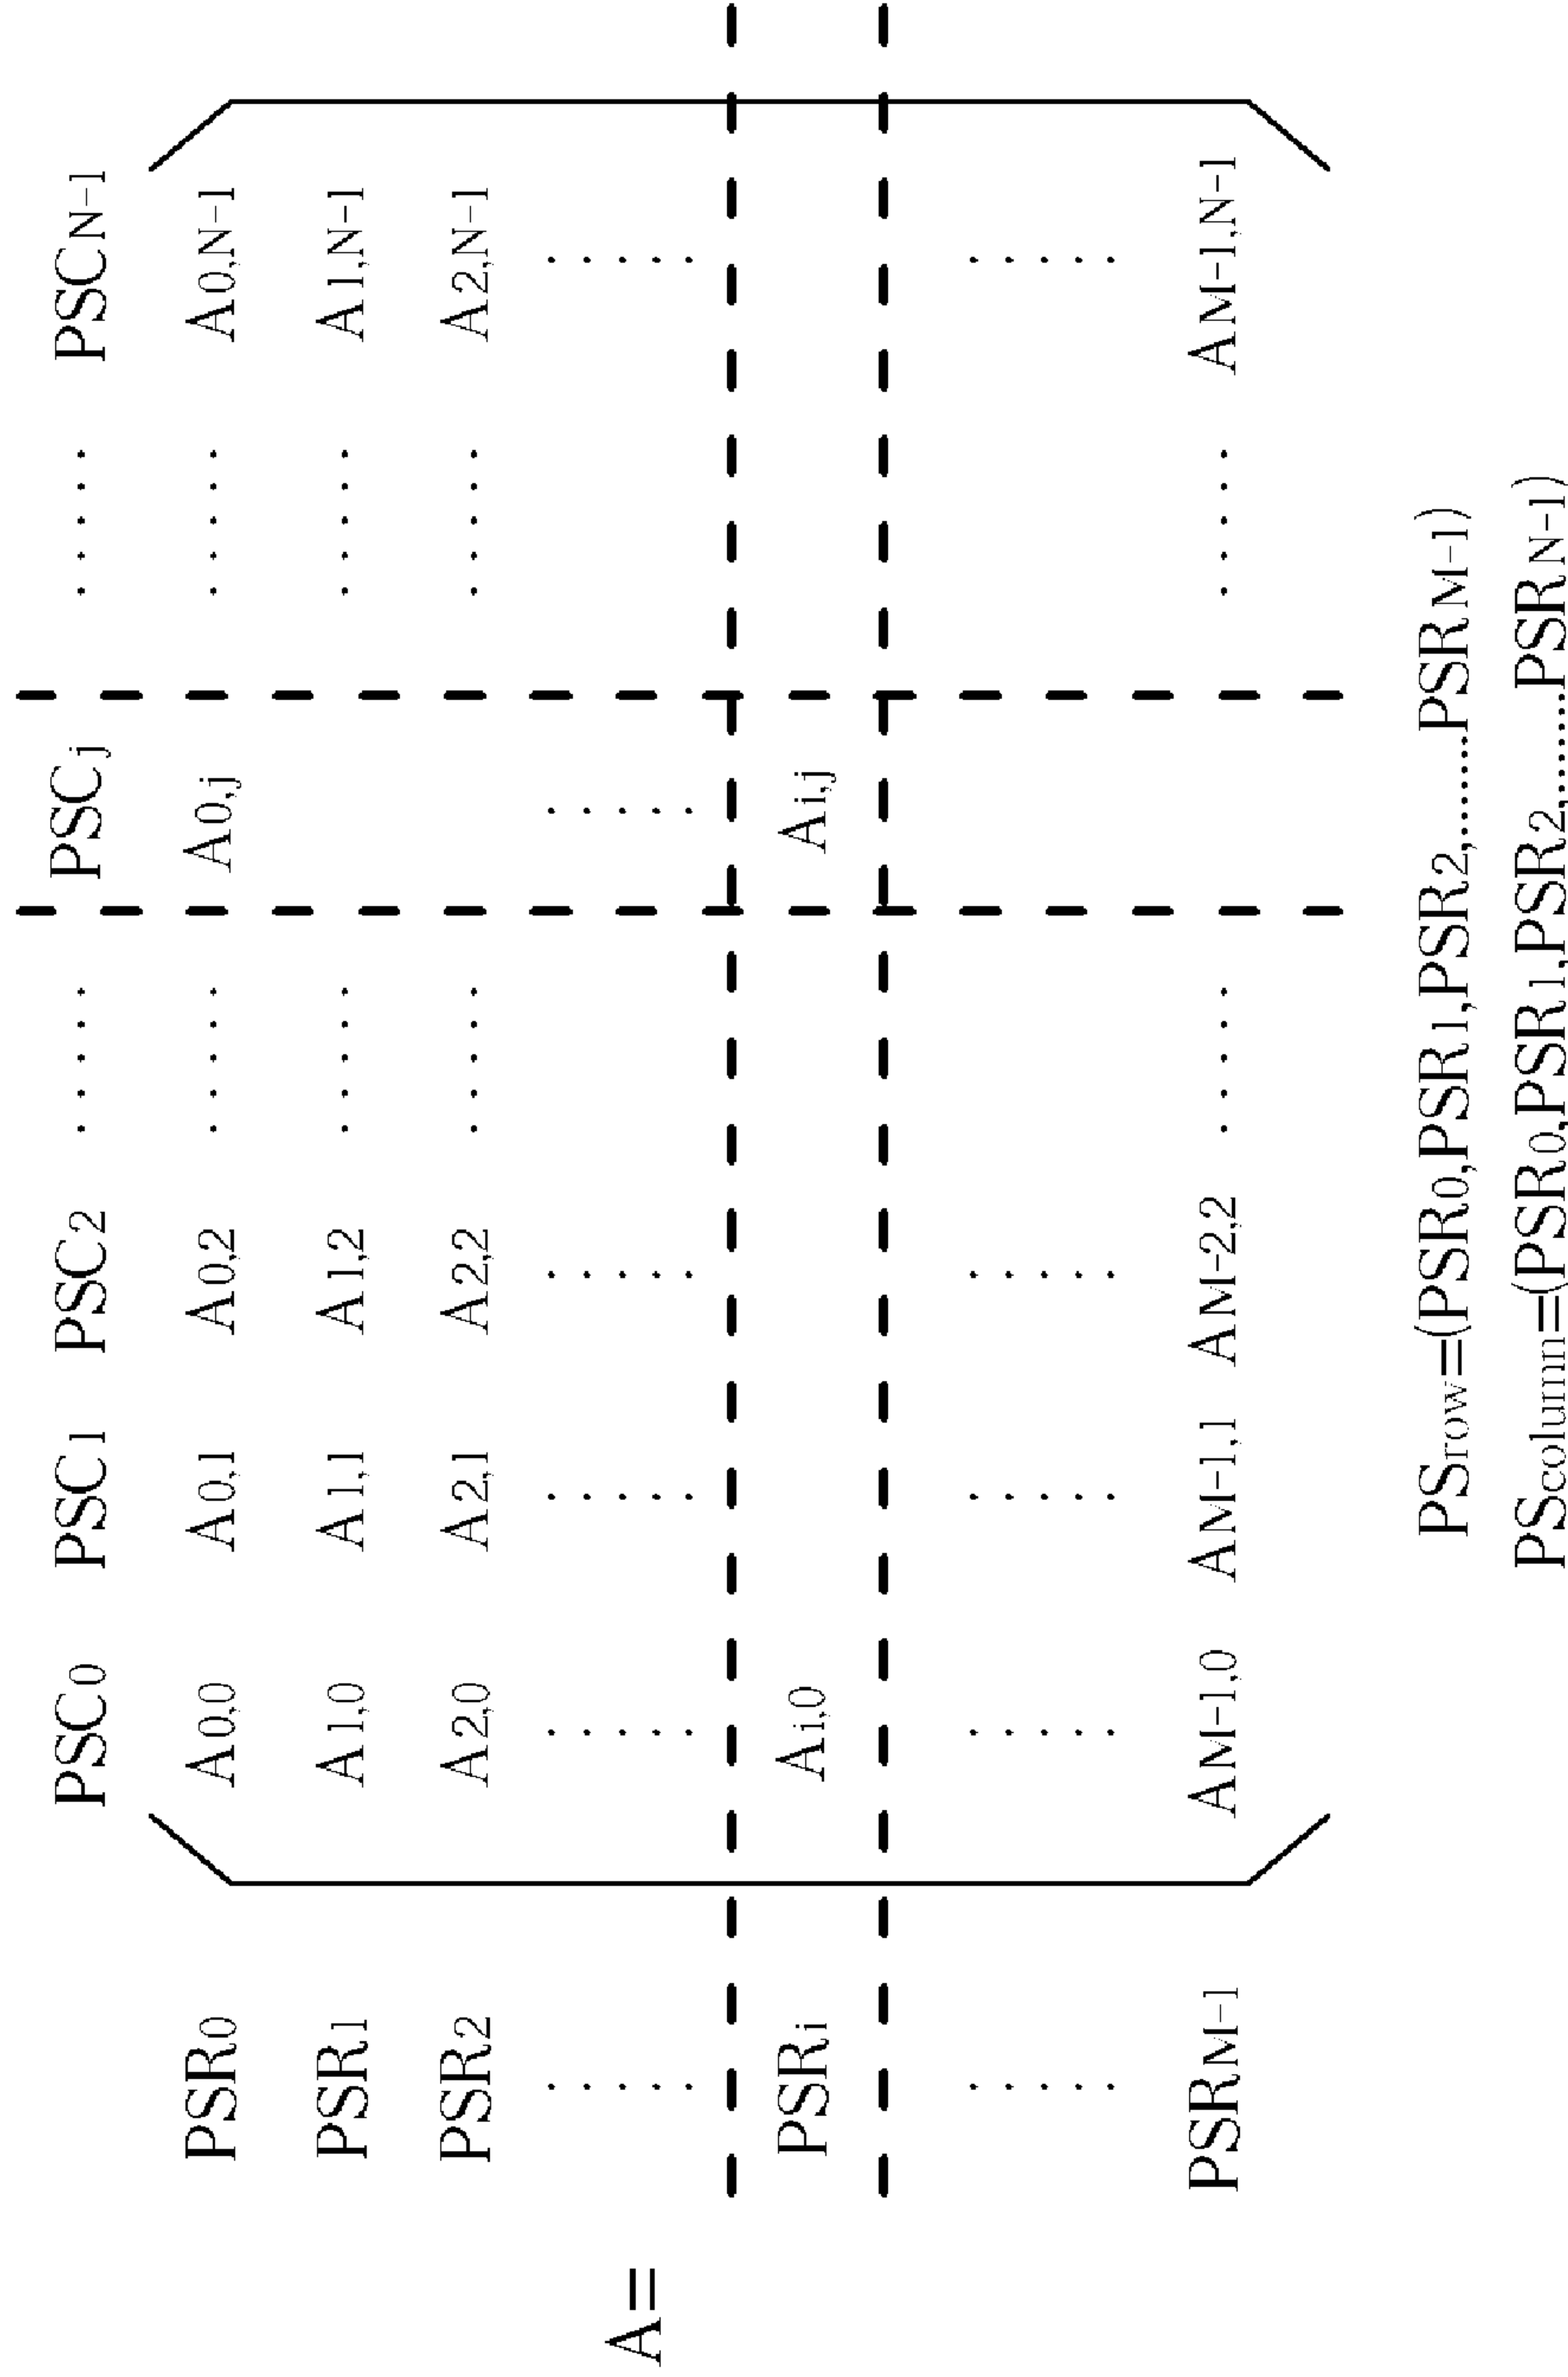 PSC0 PSC1 PSC2 ..... PSCj ..... PSCN-1
PSR0 A0,0 A0,1 A0,2 ..... A0,j ..... A0,N-1
PSR1 A1,0 A1,1 A1,2 ..... ..... A1,N-1
PSR2 A2,0 A2,1 A2,2 ..... ..... A2,N-1
..... ..... ..... ..... ..... .....
A=
PSRi Ai,0 Ai,j
..... ..... ..... ..... .....
PSRM-1 AM-1,0 AM-1,1 AM-2,2 ..... ..... AM-1,N-1
PSrow=(PSR0,PSR1,PSR2,........PSRM-1)
PScolumn=(PSR0,PSR1,PSR2,.......PSRN-1)